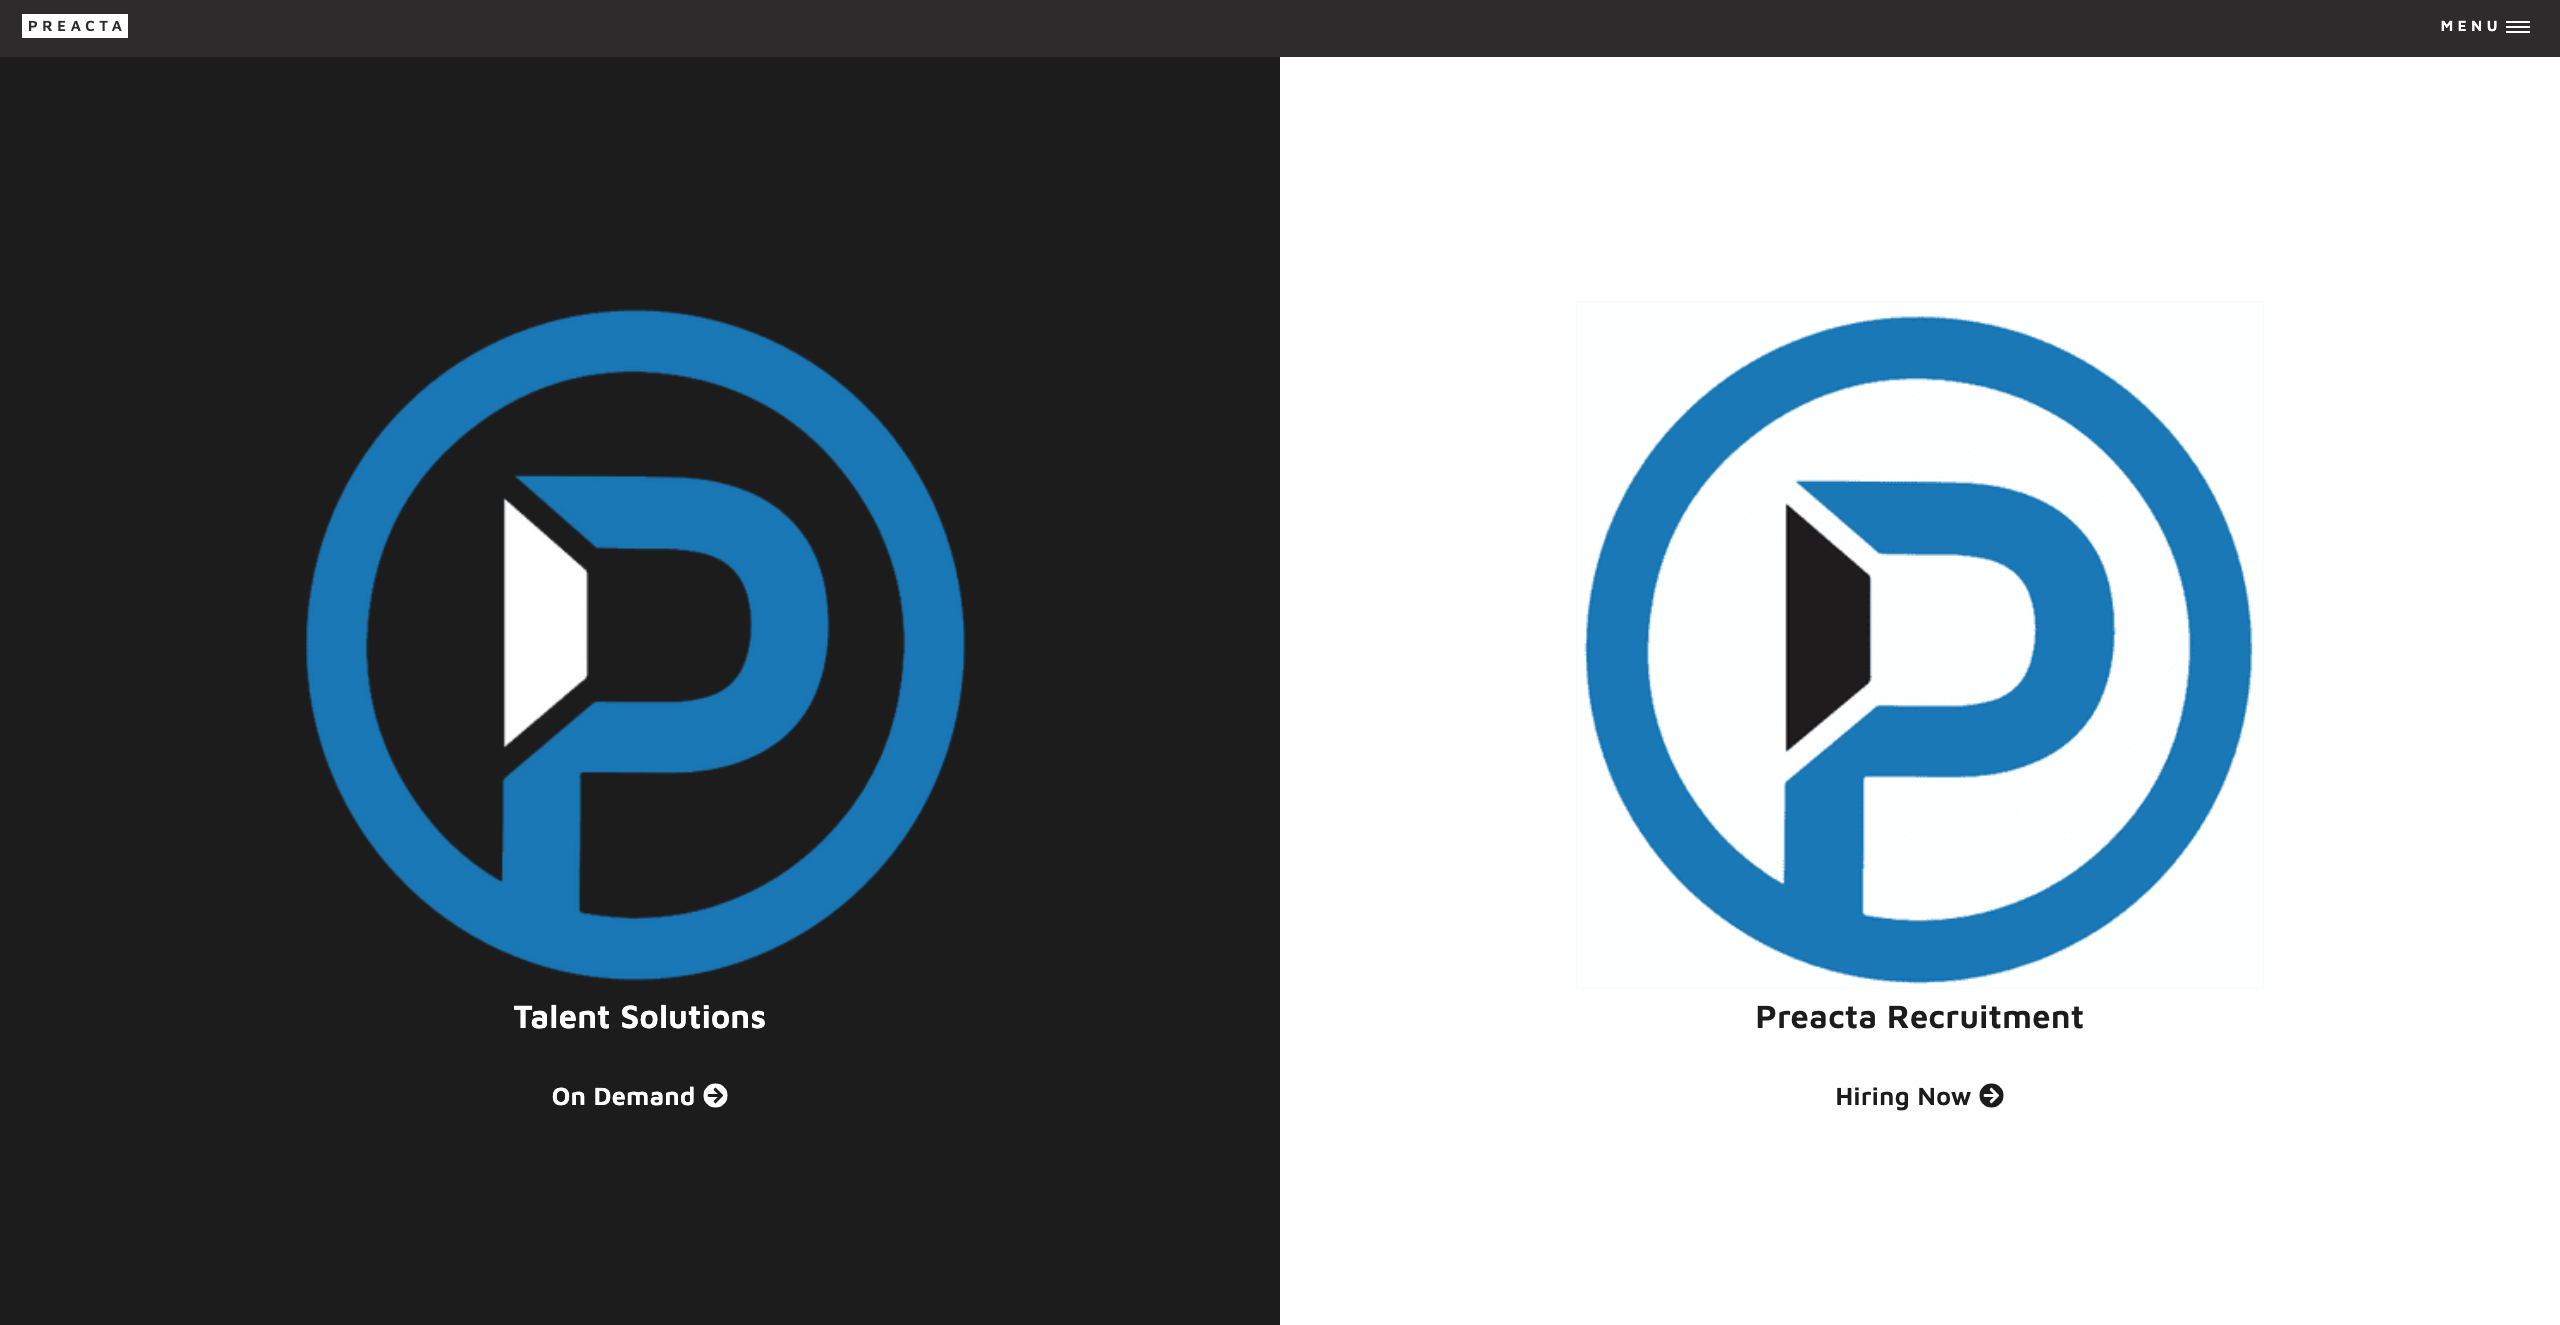 PREACTA
MENU
Talent Solutions
On Demand
Preacta Recruitment
Hiring Now